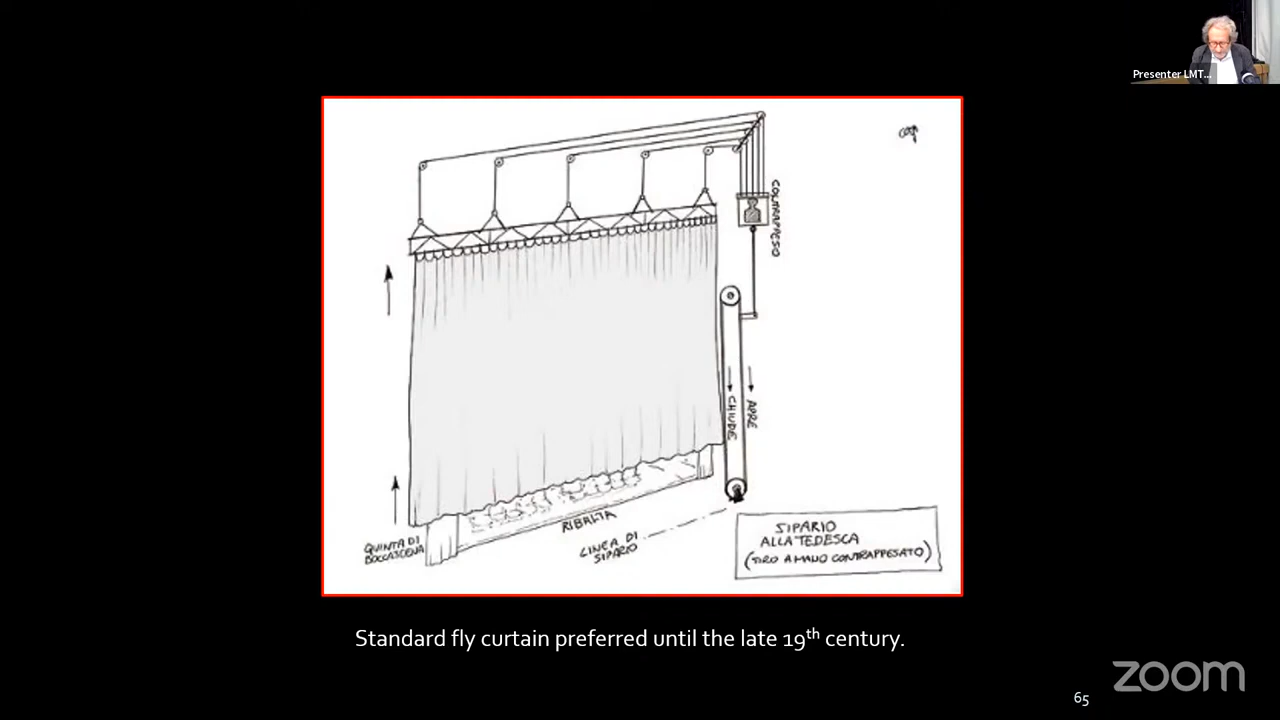 Presenter LMT...
CONTRAPPESO
CHIUDE
APRE
RIBALTA
QUINTA DI
BOCCASCENA
LINEA DI
SIPARIO
SIPARIO
ALLA TEDESCA
(TIRO A MANO CONTRAPPESATO)
Standard fly curtain preferred until the late 19th century.
65
zoom